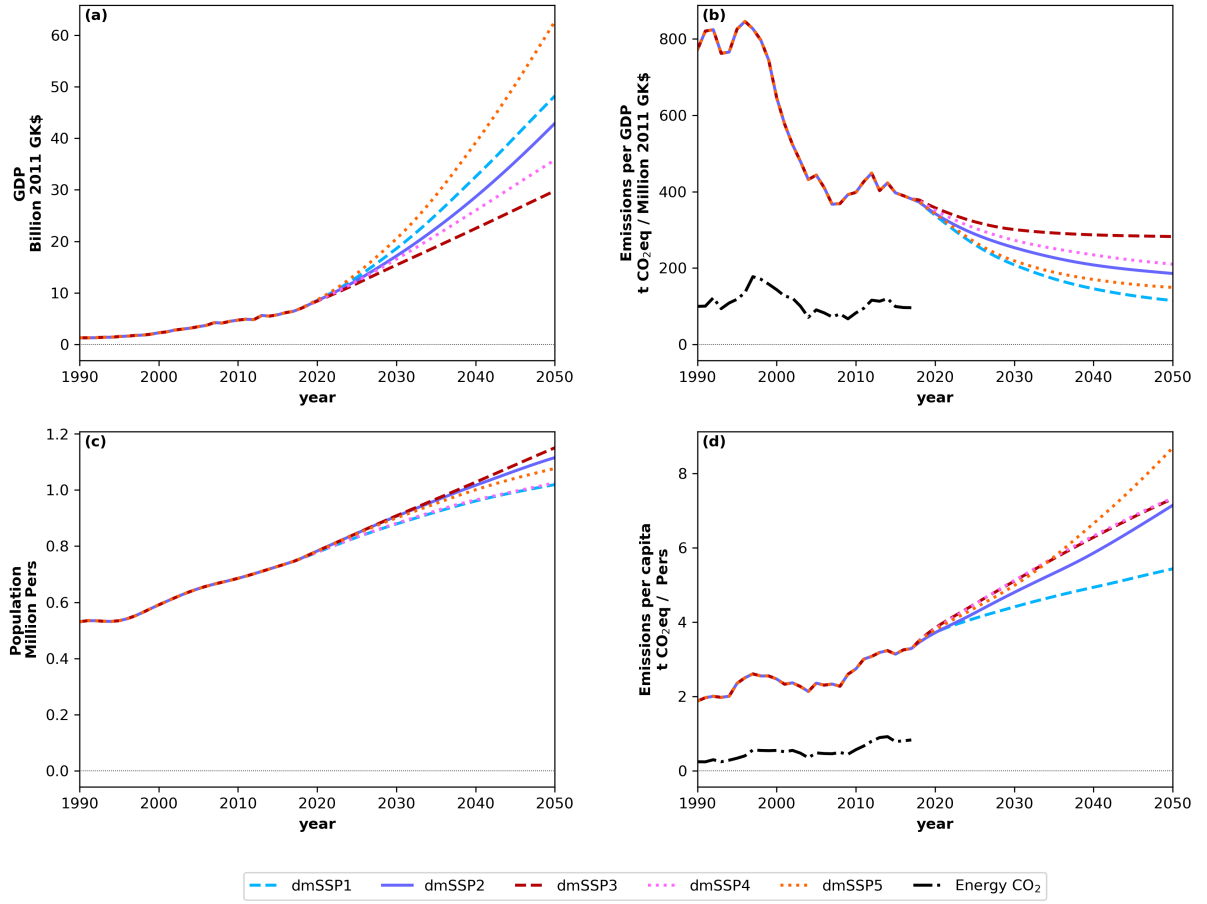 (a)
GDP
Billion 2011 GK$
60
50
40
30
20
10
0
1990 2000 2010 2020 2030 2040 2050
year
(b)
Emissions per GDP
t CO₂eq / Million 2011 GK$
800
600
400
200
0
1990 2000 2010 2020 2030 2040 2050
year
(c)
Population
Million Pers
1.2
1.0
0.8
0.6
0.4
0.2
0.0
1990 2000 2010 2020 2030 2040 2050
year
(d)
Emissions per capita
t CO₂eq / Pers
8
6
4
2
0
1990 2000 2010 2020 2030 2040 2050
year
dmSSP1 dmSSP2 dmSSP3 dmSSP4 dmSSP5 Energy CO₂